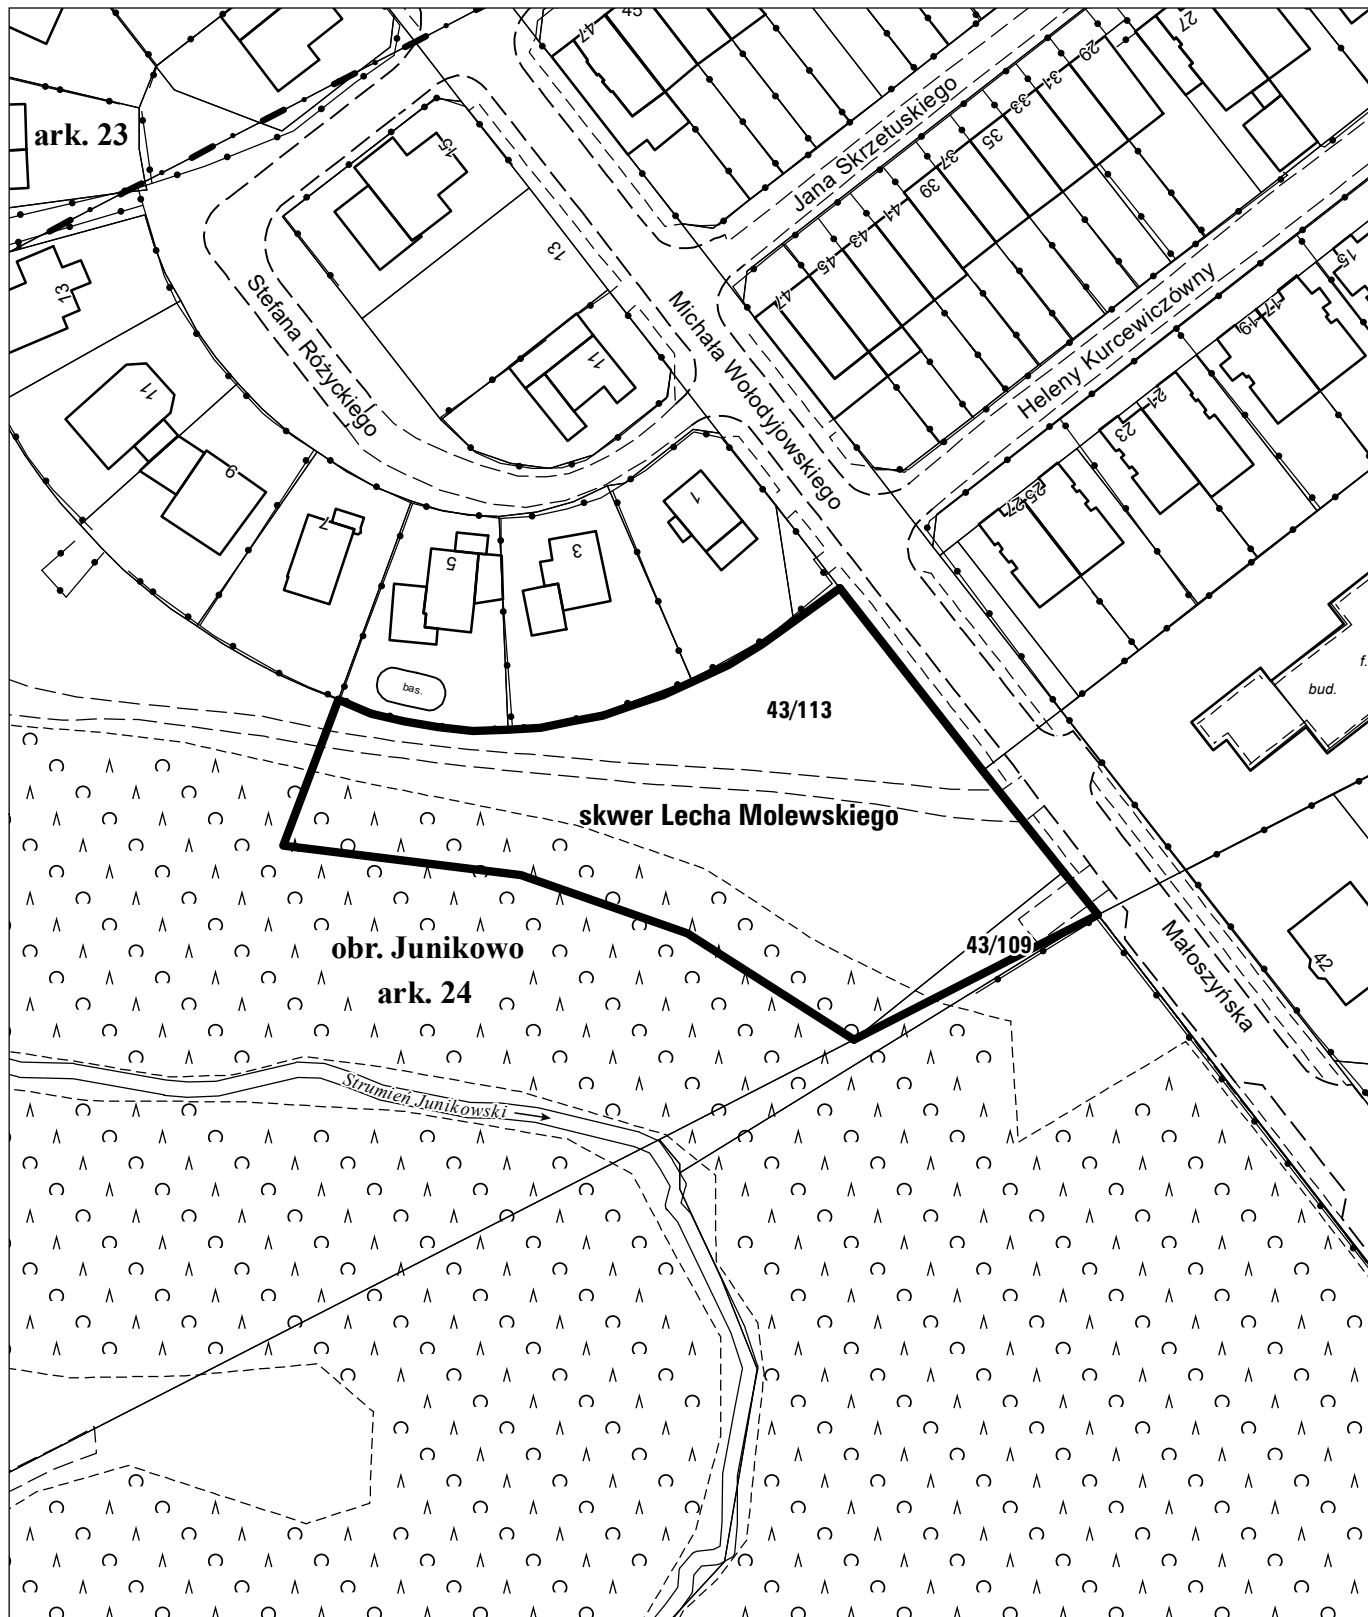 45
47
27
29
31
33
35
37
39
41
43
45
47
ark. 23
15
13
Jana Skrzetuskiego
13
Stefana Różyckiego
Michała Wołodyjowskiego
Heleny Kurcewiczówny
15
17-19
21
23
25-27
11
11
9
7
5
3
1
bas.
bud.
f.
43/113
skwer Lecha Molewskiego
43/109
obr. Junikowo
ark. 24
Małoszyńska
42
Strumień Junikowski